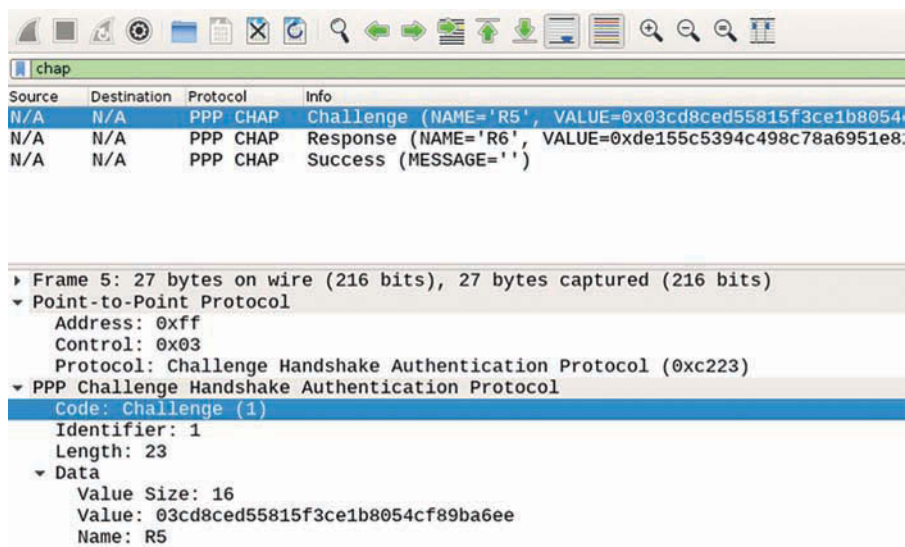 chap
Source Destination Protocol Info
N/A N/A PPP CHAP Challenge (NAME='R5', VALUE=0x03cd8ced55815f3ce1b8054
N/A N/A PPP CHAP Response (NAME='R6', VALUE=0xde155c5394c498c78a6951e8
N/A N/A PPP CHAP Success (MESSAGE='')
Frame 5: 27 bytes on wire (216 bits), 27 bytes captured (216 bits)
Point-to-Point Protocol
Address: 0xff
Control: 0x03
Protocol: Challenge Handshake Authentication Protocol (0xc223)
PPP Challenge Handshake Authentication Protocol
Code: Challenge (1)
Identifier: 1
Length: 23
Data
Value Size: 16
Value: 03cd8ced55815f3ce1b8054cf89ba6ee
Name: R5